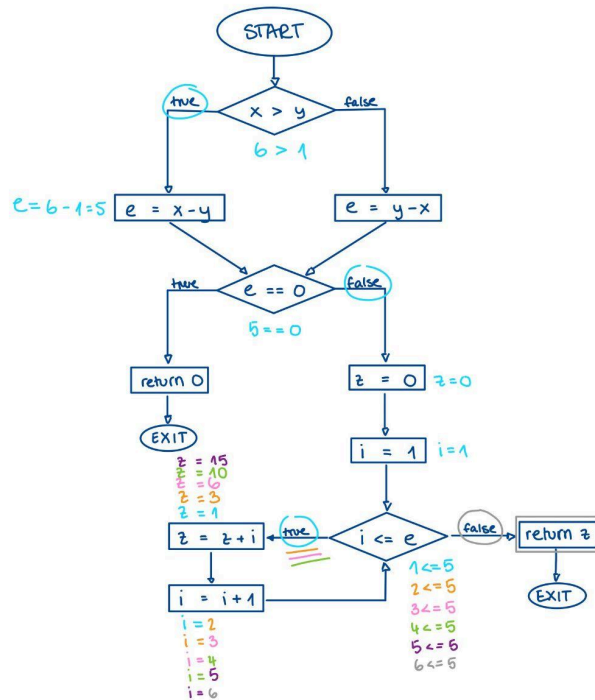 START
true
x > y
false
6 > 1
e = 6-1=5
e = x-y
e = y-x
true
e == 0
false
5==0
return 0
z = 0
z=0
EXIT
i = 1
i=1
z = 15
z = 10
z = 6
z = 3
z = 1
z = z+i
true
i <= e
false
return z
i = i+1
1<=5
2<=5
3<=5
4<=5
5<=5
6<=5
EXIT
i = 2
i = 3
i = 4
i = 5
i = 6